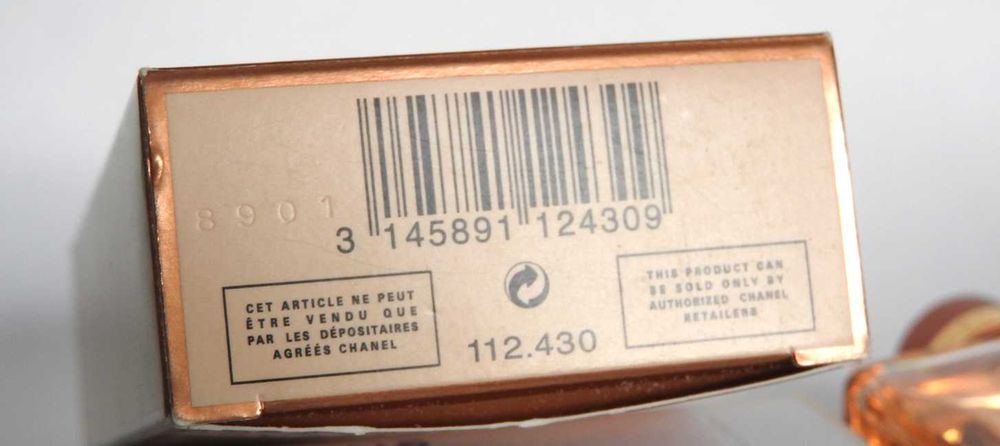 8901
3 145891 124309
CET ARTICLE NE PEUT
ÊTRE VENDU QUE
PAR LES DÉPOSITAIRES
AGRÉÉS CHANEL
112.430
THIS PRODUCT CAN
BE SOLD ONLY BY
AUTHORIZED CHANEL
RETAILERS